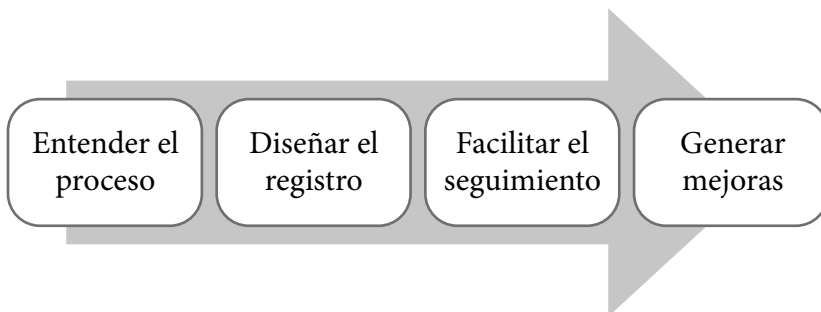 Entender el
proceso
Diseñar el
registro
Facilitar el
seguimiento
Generar
mejoras